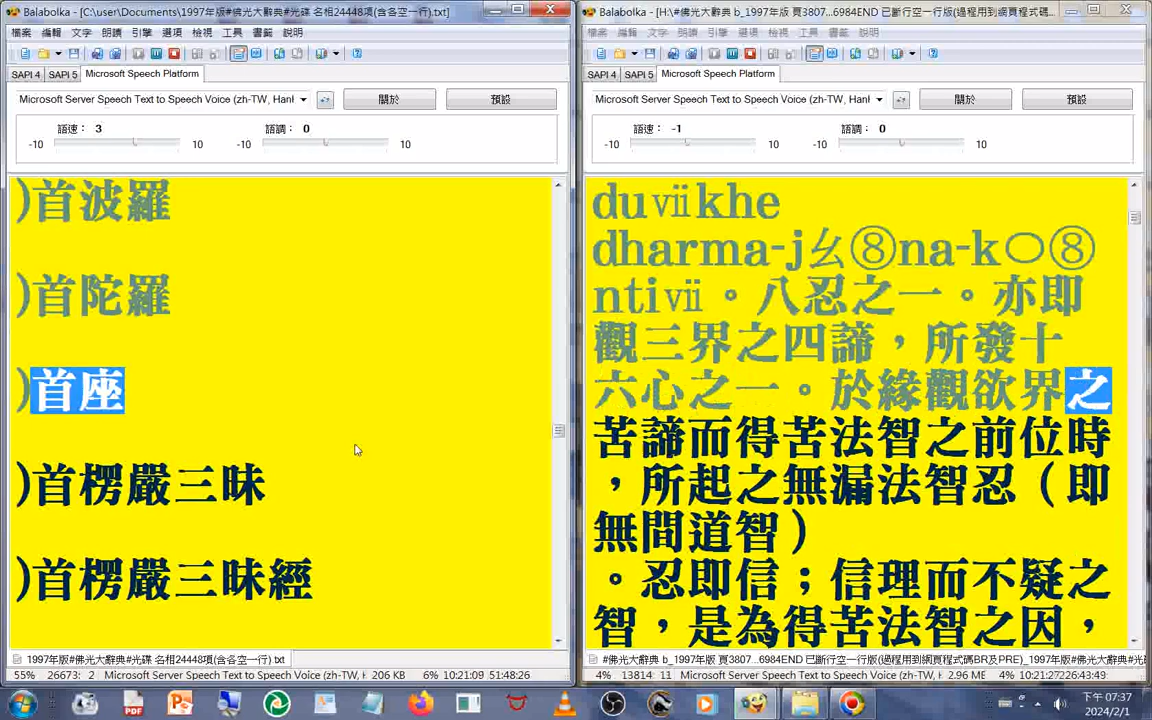 Balabolka - [C:\user\Documents\1997年版#佛光大辭典#光碟 名相24448項(含各空一行).txt]
檔案 編輯 文字 朗讀 引擎 選項 檢視 工具 書籤 說明
SAPI 4 SAPI 5 Microsoft Speech Platform
Microsoft Server Speech Text to Speech Voice (zh-TW, Han
關於 預設
語速： 3 語調： 0
-10 10 -10 10
)首波羅
)首陀羅
)首座
)首楞嚴三昧
)首楞嚴三昧經
1997年版#佛光大辭典#光碟 名相24448項(含各空一行).txt
55% 26673: 2 Microsoft Speech Platform: Microsoft Server Speech Text to Speech Voice (zh-TW, H 206 KB 6% 10:21:09 51:48:26
Balabolka - [H:\#佛光大辭典 b_1997年版 頁3807...6984END 已斷行空一行版(過程用到網頁程式碼...
檔案 編輯 文字 朗讀 引擎 選項 檢視 工具 書籤 說明
SAPI 4 SAPI 5 Microsoft Speech Platform
Microsoft Server Speech Text to Speech Voice (zh-TW, Han
關於 預設
語速： -1 語調： 0
-10 10 -10 10
duⅶkhe
dharma-jㄠ⑧na-k〇⑧
ntiⅶ。八忍之一。亦即
觀三界之四諦，所發十
六心之一。於緣觀欲界之
苦諦而得苦法智之前位時
，所起之無漏法智忍（即
無間道智）
。忍即信；信理而不疑之
智，是為得苦法智之因，
#佛光大辭典 b_1997年版 頁3807...6984END 已斷行空一行版(過程用到網頁程式碼BR及PRE)_1997年版#佛光
4% 13814: 11 Microsoft Speech Platform: Microsoft Server Speech Text to Speech Voice (zh-TW, H 2.96 ME 4% 10:21:27226:43:49
下午 07:37
2024/2/1